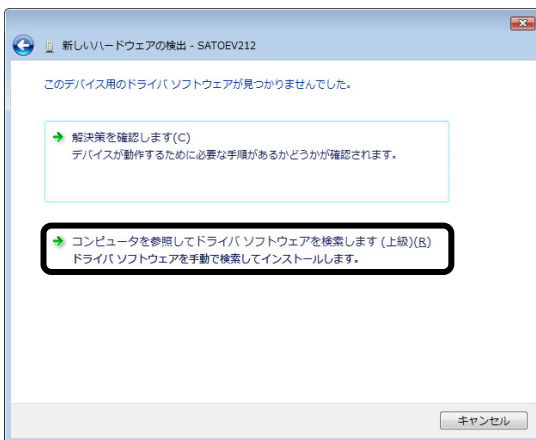 新しいハードウェアの検出 - SATOEV212
このデバイス用のドライバ ソフトウェアが見つかりませんでした。
解決策を確認します(C)
デバイスが動作するために必要な手順があるかどうかが確認されます。
コンピュータを参照してドライバ ソフトウェアを検索します (上級)(R)
ドライバ ソフトウェアを手動で検索してインストールします。
キャンセル